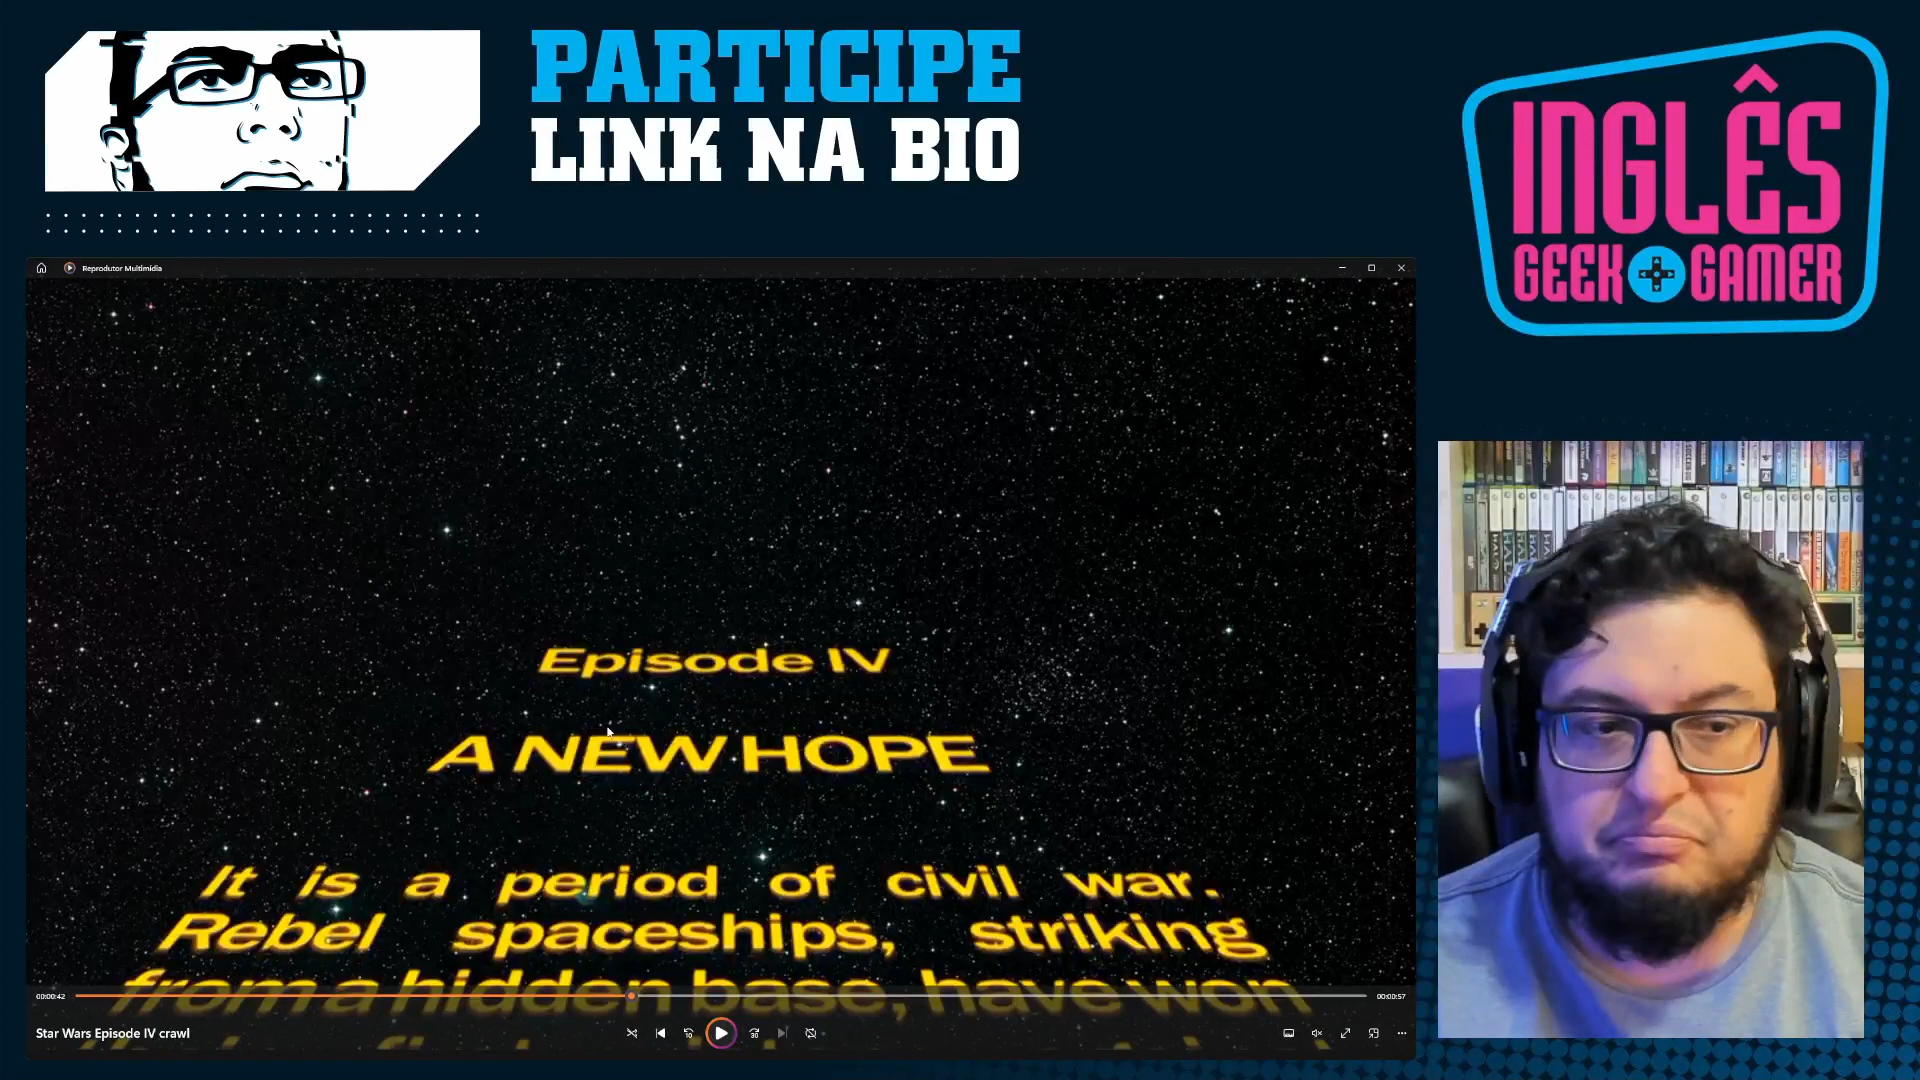 PARTICIPE
LINK NA BIO
INGLÊS
GEEK GAMER
Reprodutor Multimídia
Episode IV
A NEW HOPE
It is a period of civil war.
Rebel spaceships, striking
from a hidden base, have won
00:00:42
00:00:57
Star Wars Episode IV crawl
10
30